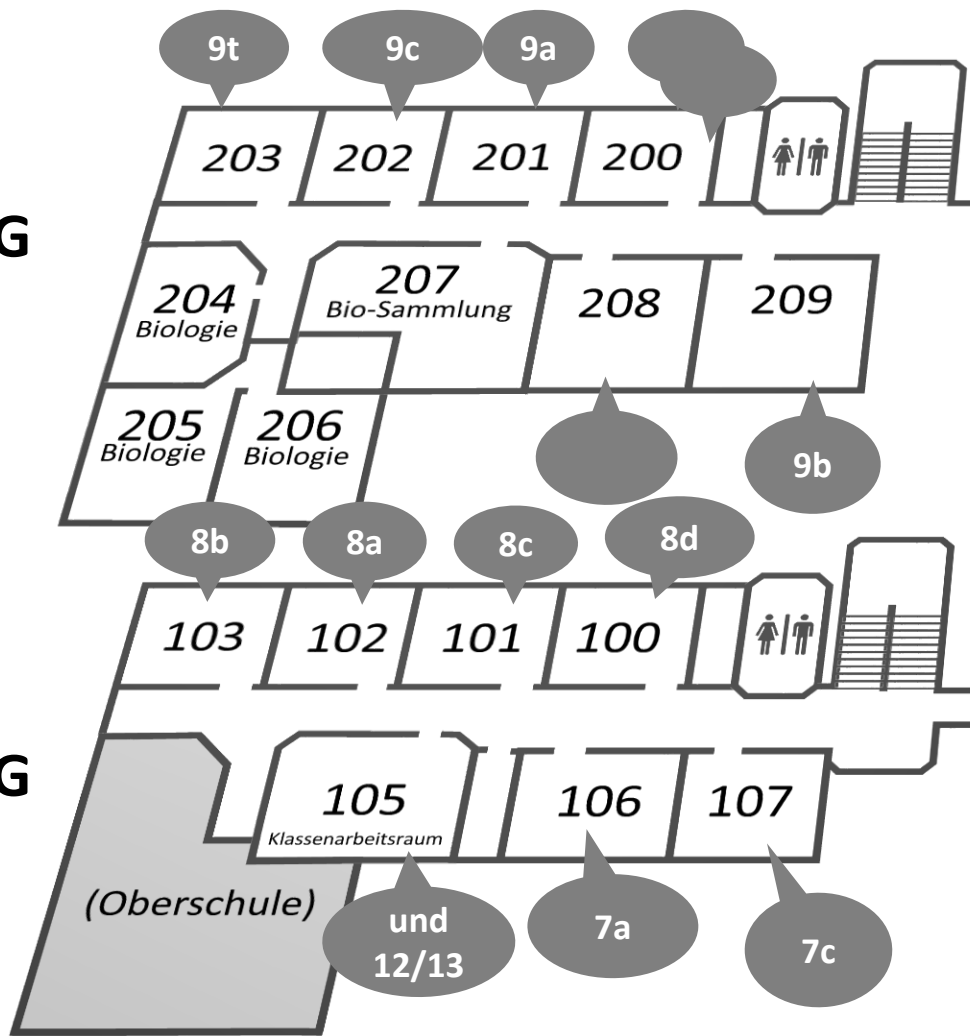 9t
9c
9a
203
202
201
200
G
204
Biologie
207
Bio-Sammlung
208
209
205
Biologie
206
Biologie
9b
8b
8a
8c
8d
103
102
101
100
G
105
Klassenarbeitsraum
106
107
(Oberschule)
und
12/13
7a
7c